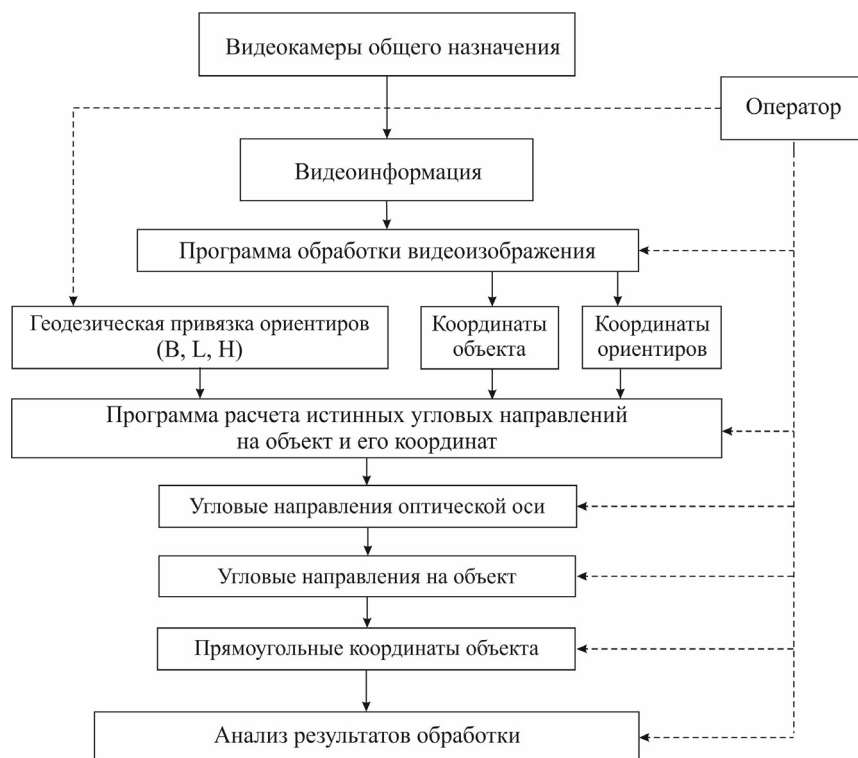 Видеокамеры общего назначения
Оператор
Видеоинформация
Программа обработки видеоизображения
Геодезическая привязка ориентиров
(B, L, H)
Координаты
объекта
Координаты
ориентиров
Программа расчета истинных угловых направлений
на объект и его координат
Угловые направления оптической оси
Угловые направления на объект
Прямоугольные координаты объекта
Анализ результатов обработки